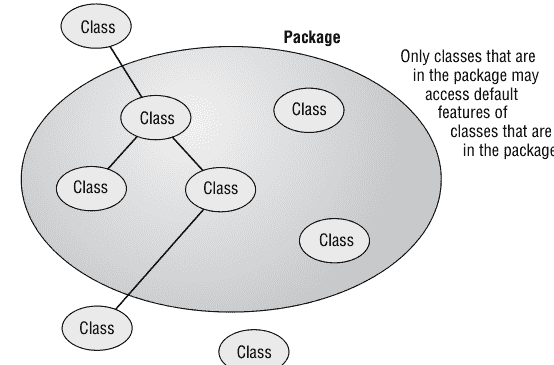 Class
Package
Only classes that are
in the package may
access default
features of
classes that are
in the package
Class
Class
Class
Class
Class
Class
Class